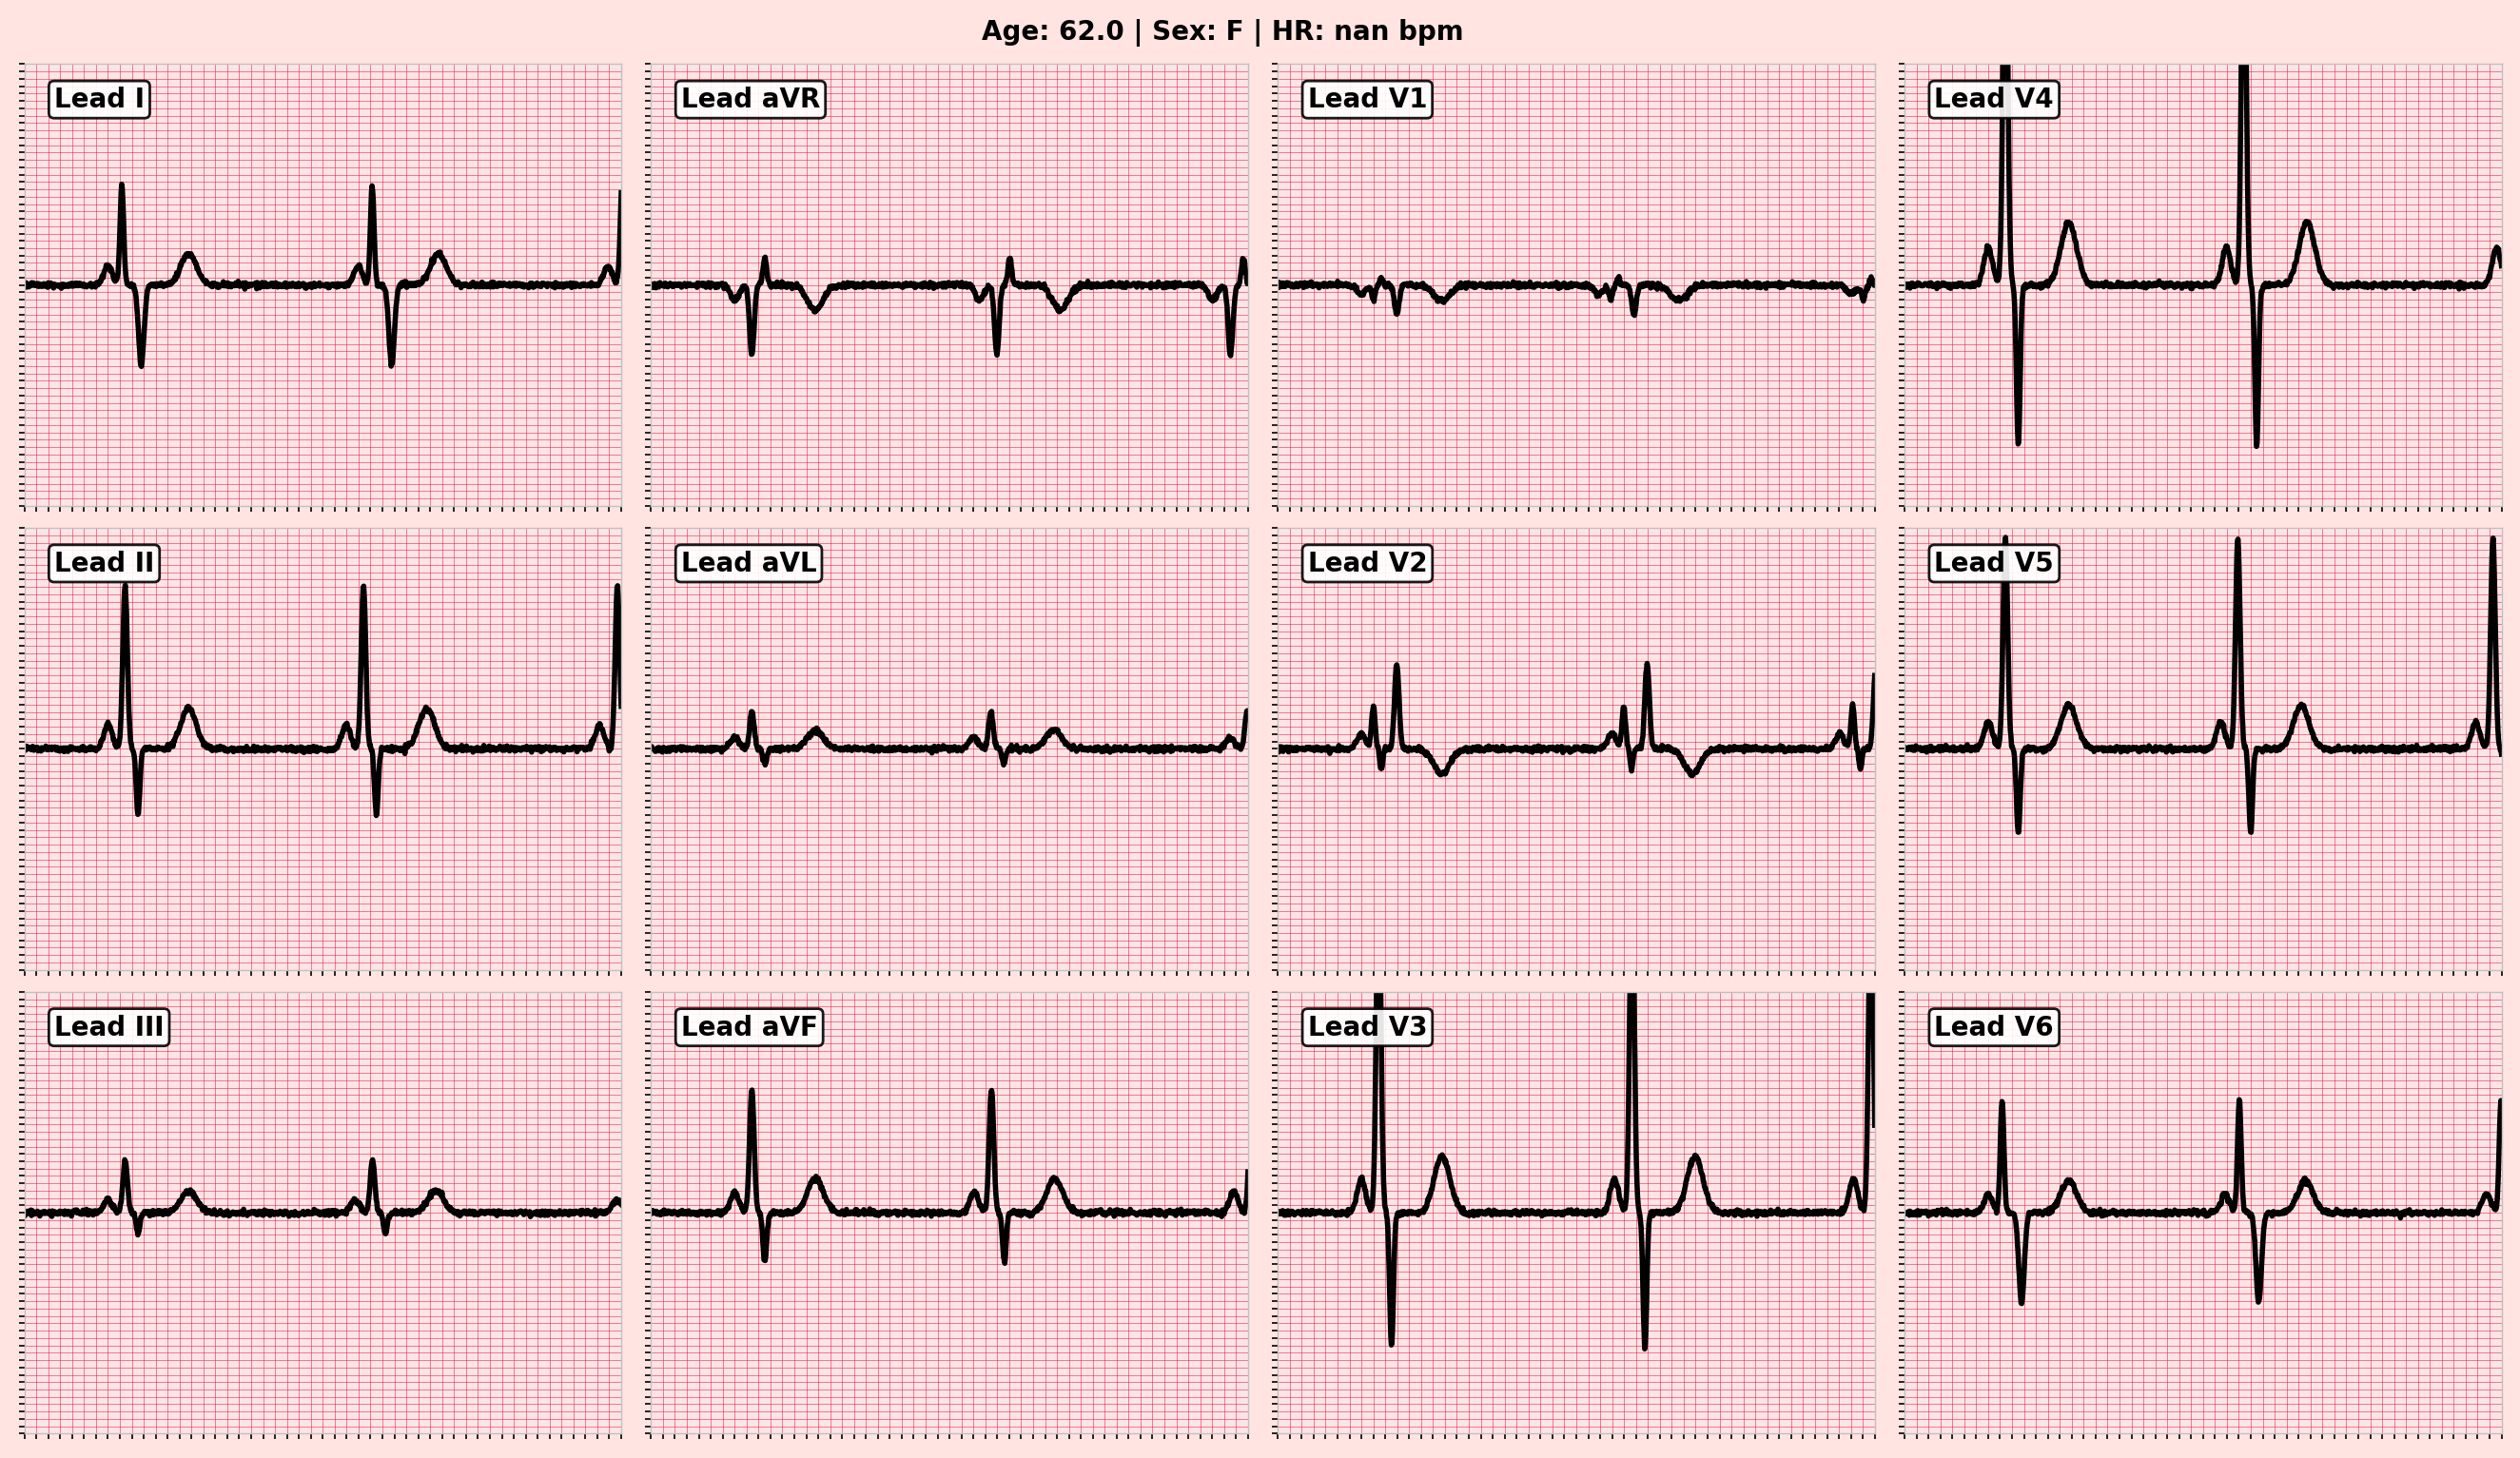 Age: 62.0 | Sex: F | HR: nan bpm
Lead I
Lead aVR
Lead V1
Lead V4
Lead II
Lead aVL
Lead V2
Lead V5
Lead III
Lead aVF
Lead V3
Lead V6